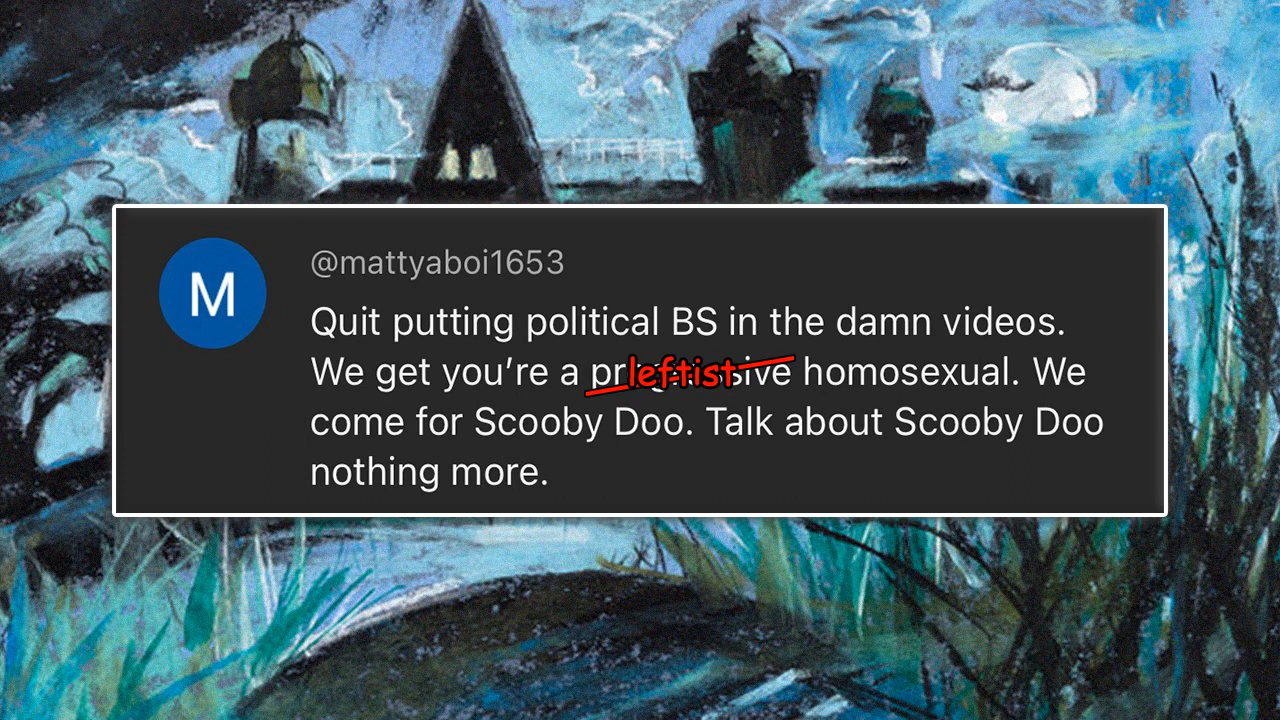 M
@mattyaboi1653
Quit putting political BS in the damn videos.
We get you’re a progressive leftist homosexual. We
come for Scooby Doo. Talk about Scooby Doo
nothing more.